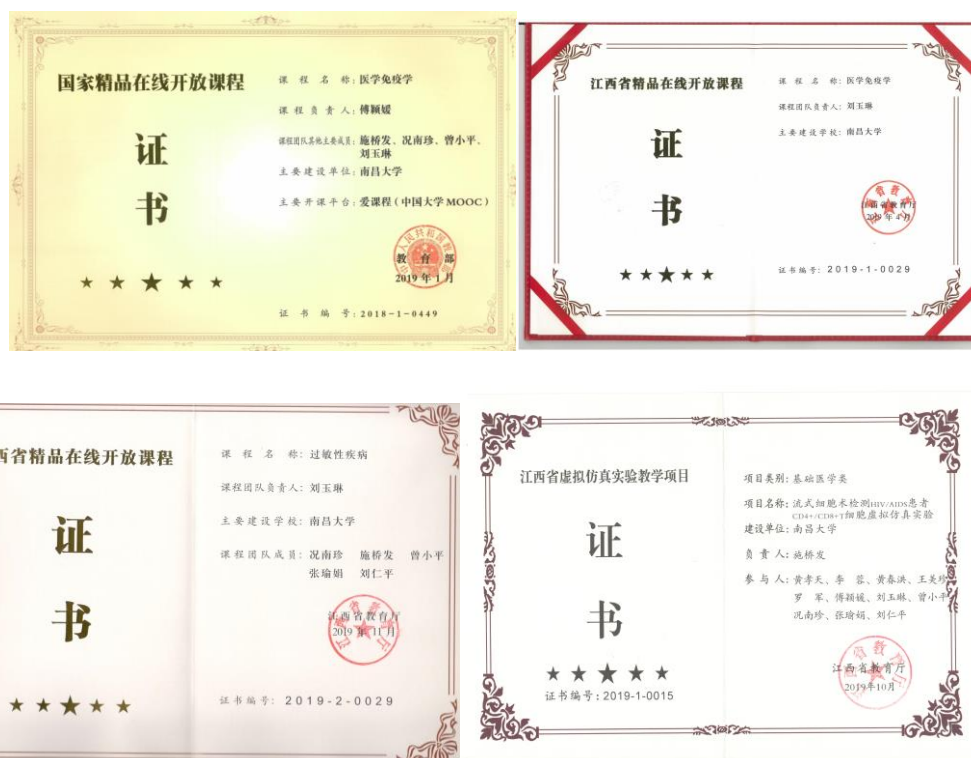 国家精品在线开放课程
证
书
课程名称：医学免疫学
课程负责人：傅颖媛
课程团队其他主要成员：施桥发、况南珍、曾小平、
刘玉琳
主要建设单位：南昌大学
主要开课平台：爱课程（中国大学MOOC）
教育部
2019年1月
证书编号：2018-1-0449
江西省精品在线开放课程
证
书
课程名称：医学免疫学
课程团队负责人：刘玉琳
主要建设学校：南昌大学
江西省教育厅
2019年4月
证书编号：2019-1-0029
西省精品在线开放课程
证
书
课程名称：过敏性疾病
课程团队负责人：刘玉琳
主要建设学校：南昌大学
课程团队成员：况南珍 施桥发 曾小平
张瑜娟 刘仁平
江西省教育厅
2019年11月
证书编号：2019-2-0029
江西省虚拟仿真实验教学项目
证
书
证书编号：2019-1-0015
项目类别：基础医学类
项目名称：流式细胞术检测HIV/AIDS患者
CD4+/CD8+T细胞虚拟仿真实验
建设单位：南昌大学
负责人：施桥发
参与人：黄孝天、李蓉、黄春洪、王美珍
罗军、傅颖媛、刘玉琳、曾小平
况南珍、张瑜娟、刘仁平
江西省教育厅
2019年10月